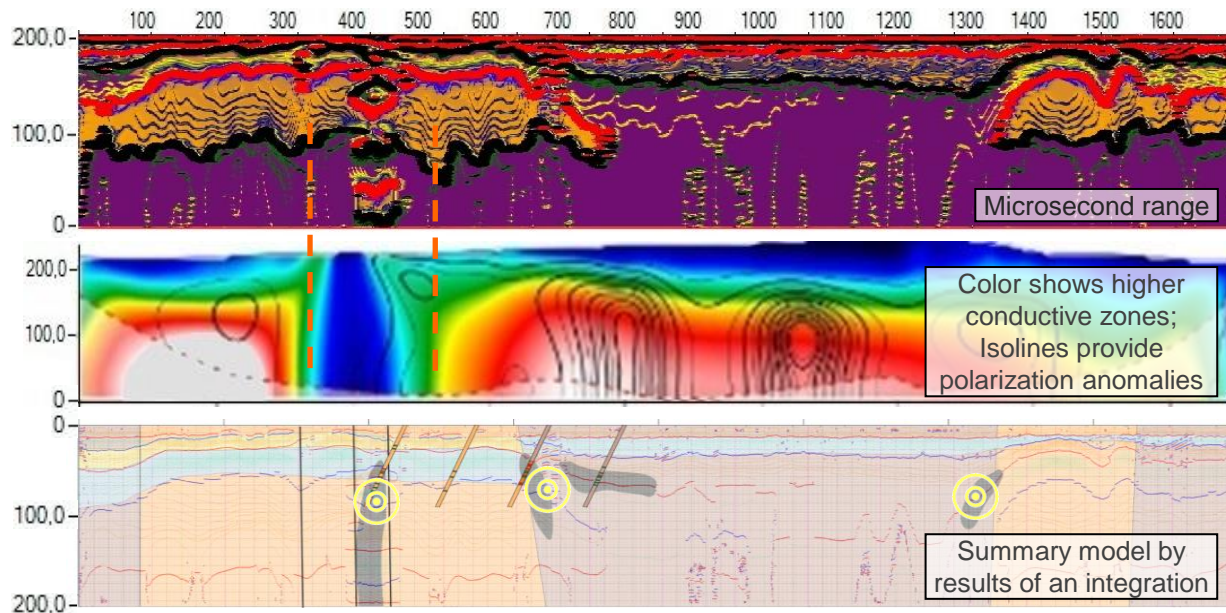 100 200 300 400 500 600 700 800 900 1000 1100 1200 1300 1400 1500 1600
200,0
100,0
0
Microsecond range
200,0
100,0
0
Color shows higher
conductive zones;
Isolines provide
polarization anomalies
0
100,0
200,0
Summary model by
results of an integration